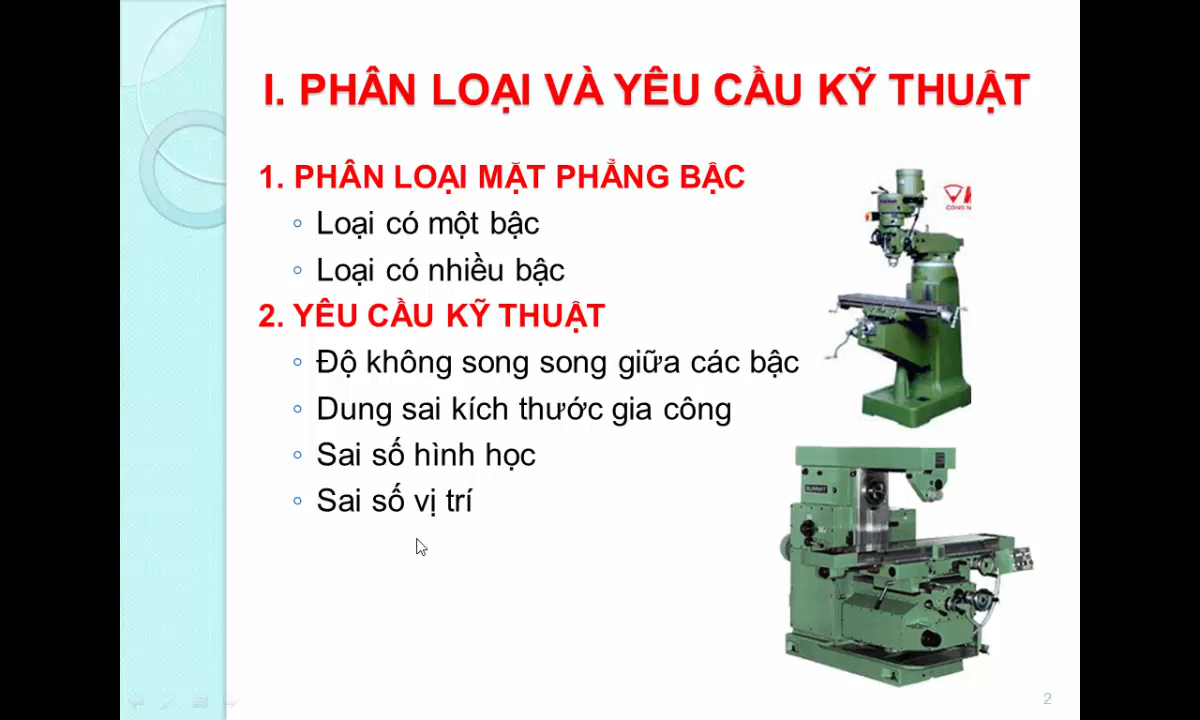 I. PHÂN LOẠI VÀ YÊU CẦU KỸ THUẬT
1. PHÂN LOẠI MẶT PHẲNG BẬC
Loại có một bậc
Loại có nhiều bậc
2. YÊU CẦU KỸ THUẬT
Độ không song song giữa các bậc
Dung sai kích thước gia công
Sai số hình học
Sai số vị trí
2